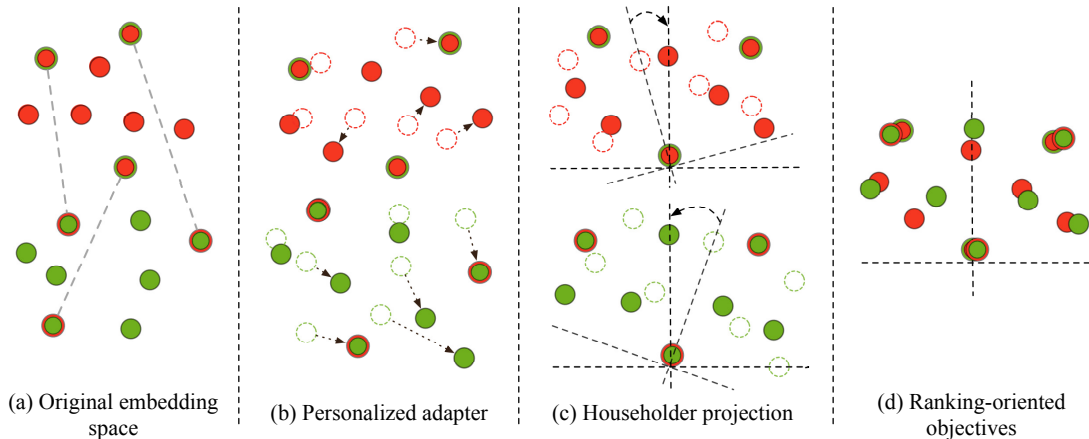 (a) Original embedding
space
(b) Personalized adapter
(c) Householder projection
(d) Ranking-oriented
objectives